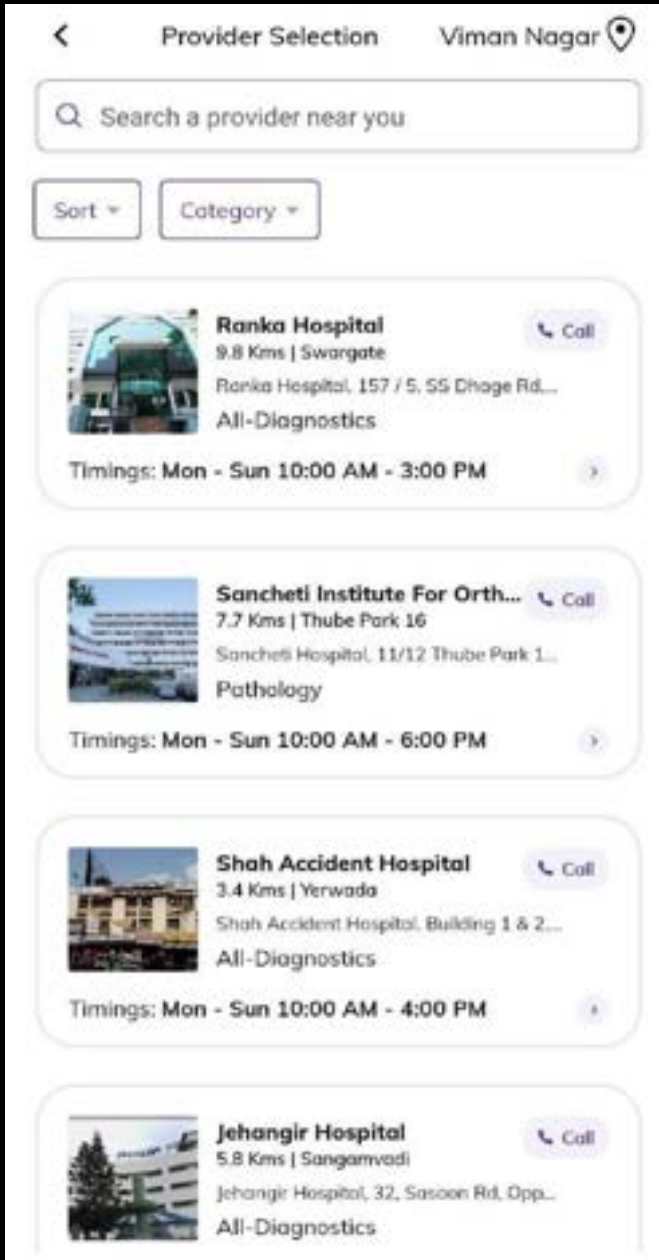 Provider Selection
Viman Nagar
Search a provider near you
Sort
Category
Ranka Hospital
Call
9.8 Kms | Swargate
Ranka Hospital, 157 / 5, SS Dhage Rd,...
All-Diagnostics
Timings: Mon - Sun 10:00 AM - 3:00 PM
Sancheti Institute For Orth...
Call
7.7 Kms | Thube Park 16
Sancheti Hospital, 11/12 Thube Park 1...
Pathology
Timings: Mon - Sun 10:00 AM - 6:00 PM
Shah Accident Hospital
Call
3.4 Kms | Yerwada
Shah Accident Hospital, Building 1 & 2,...
All-Diagnostics
Timings: Mon - Sun 10:00 AM - 4:00 PM
Jehangir Hospital
Call
5.8 Kms | Sangamvadi
Jehangir Hospital, 32, Sasoon Rd, Opp...
All-Diagnostics